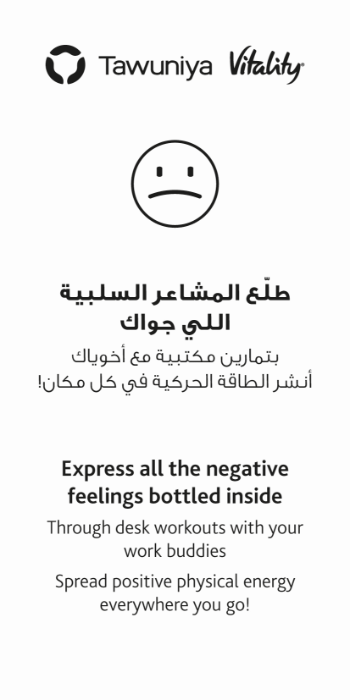 Tawuniya Vitality
طلّع المشاعر السلبية
اللي جواك
بتمارين مكتبية مع أخوياك
أنشر الطاقة الحركية في كل مكان!
Express all the negative
feelings bottled inside
Through desk workouts with your
work buddies
Spread positive physical energy
everywhere you go!